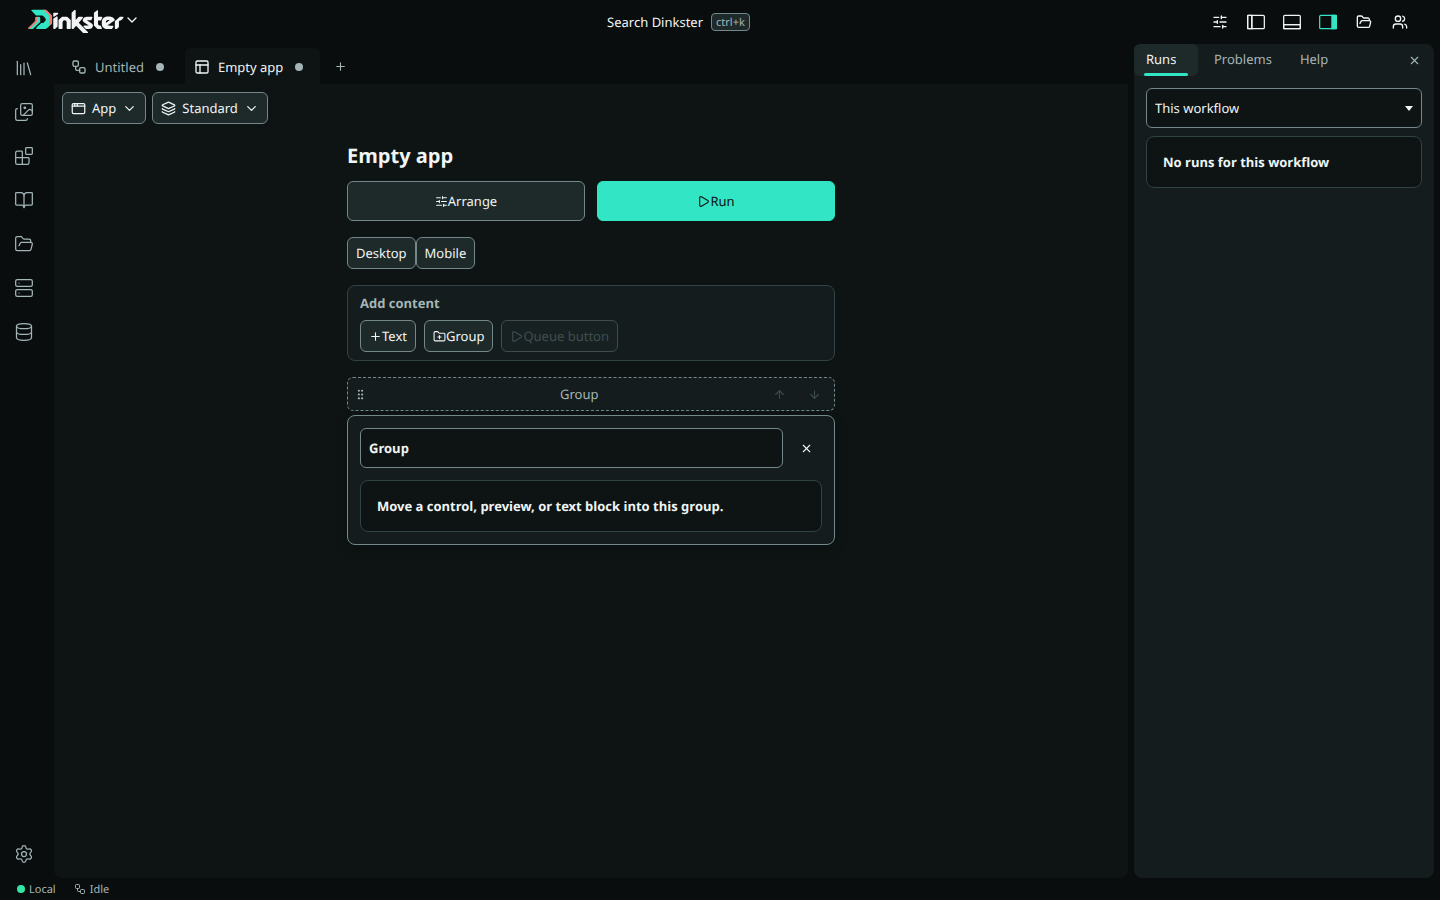 Dinkster
Search Dinkster ctrl+k
Untitled
Empy app
App
Standard
Empty app
Arrange
Run
Desktop
Mobile
Add content
Text
Group
Queue button
Group
Group
Move a control, preview, or text block into this group.
Runs
Problems
Help
This workflow
No runs for this workflow
Local
Idle